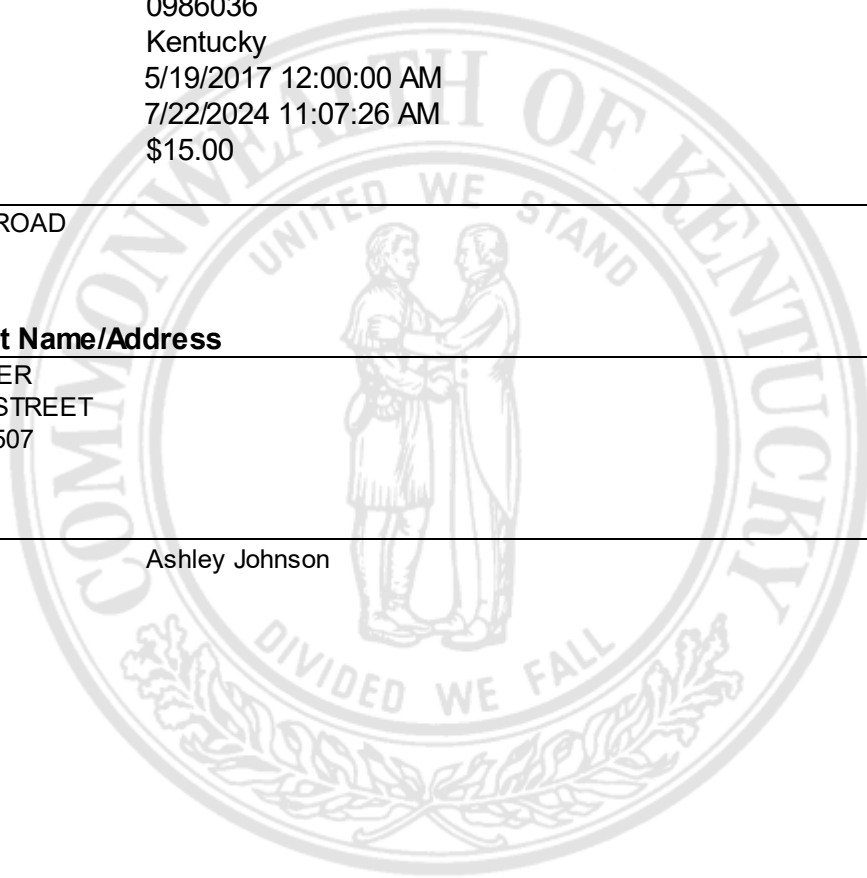 0986036
Kentucky
5/19/2017 12:00:00 AM
7/22/2024 11:07:26 AM
$15.00
ROAD
t Name/Address
ER
STREET
507
Ashley Johnson
COMMONWEALTH OF KENTUCKY
UNITED WE STAND
DIVIDED WE FALL